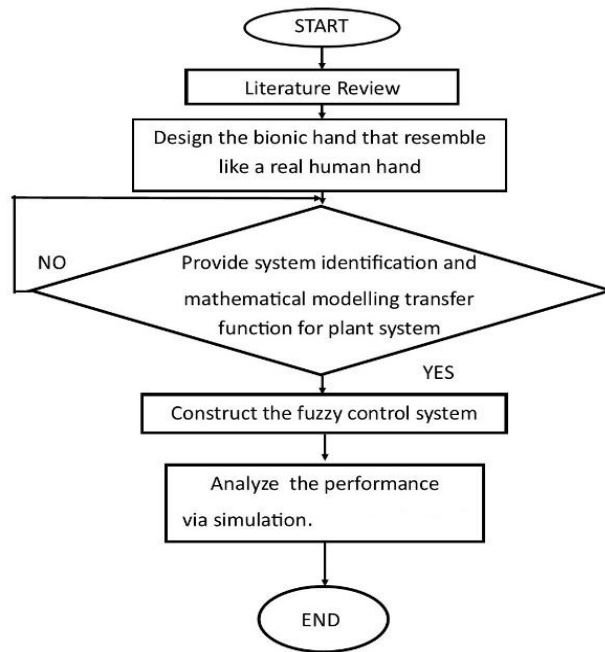 START
Literature Review
Design the bionic hand that resemble
like a real human hand
NO
Provide system identification and
mathematical modelling transfer
function for plant system
YES
Construct the fuzzy control system
Analyze the performance
via simulation.
END